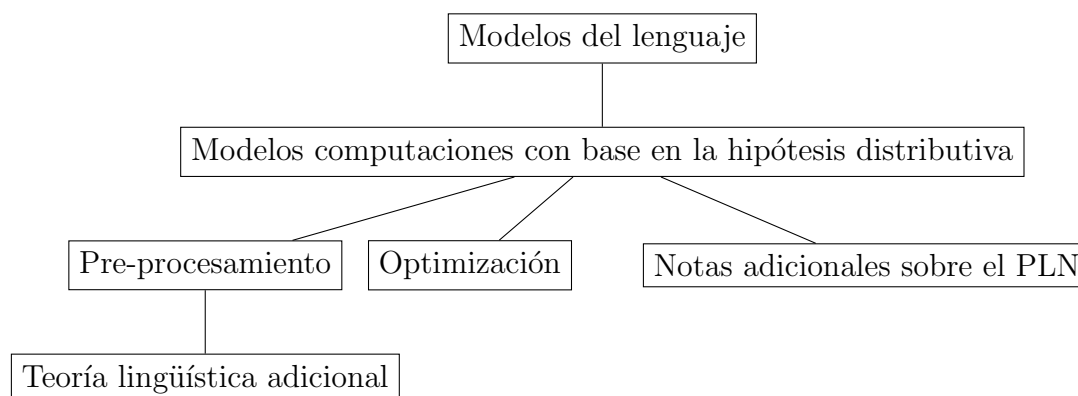 Modelos del lenguaje
Modelos computaciones con base en la hipótesis distributiva
Pre-procesamiento
Optimización
Notas adicionales sobre el PLN
Teoría lingüística adicional